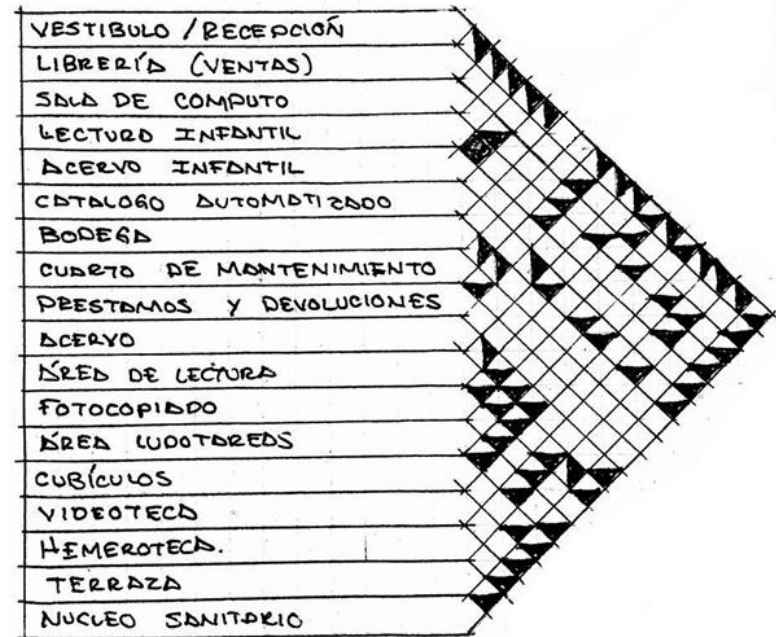 VESTIBULO / RECEPCIÓN
LIBRERÍA (VENTAS)
SALA DE COMPUTO
LECTURA INFANTIL
ACERVO INFANTIL
CATALOGO AUTOMATIZADO
BODEGA
CUARTO DE MANTENIMIENTO
PRESTAMOS Y DEVOLUCIONES
ACERVO
ÁREA DE LECTURA
FOTOCOPIADO
ÁREA LUDOTAREAS
CUBÍCULOS
VIDEOTECA
HEMEROTECA.
TERRAZA
NUCLEO SANITARIO